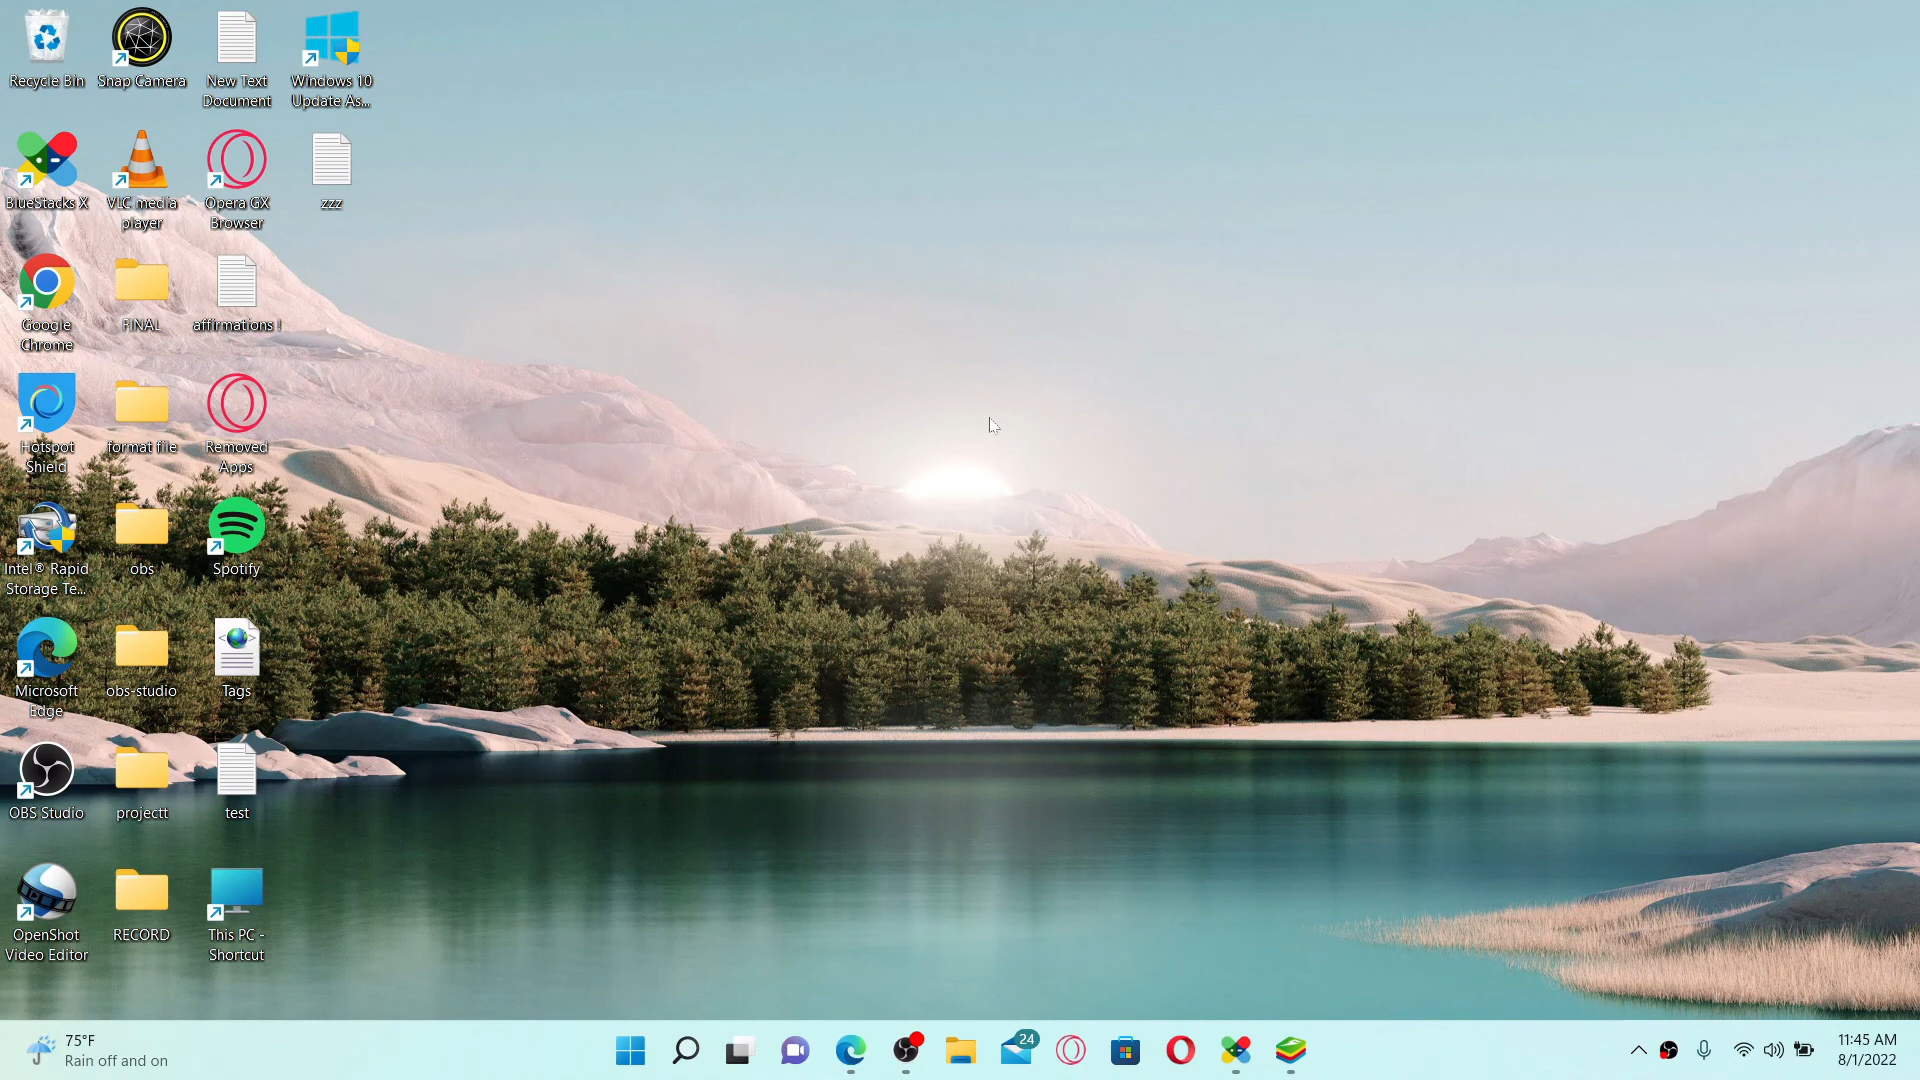 Recycle Bin
Snap Camera
New Text
Document
Windows 10
Update As...
BlueStacks X
VLC media
player
Opera GX
Browser
zzz
Google
Chrome
FINAL
affirmations !
Hotspot
Shield
format file
Removed
Apps
Intel® Rapid
Storage Te...
obs
Spotify
Microsoft
Edge
obs-studio
Tags
OBS Studio
projectt
test
OpenShot
Video Editor
RECORD
This PC -
Shortcut
75°F
Rain off and on
24
11:45 AM
8/1/2022